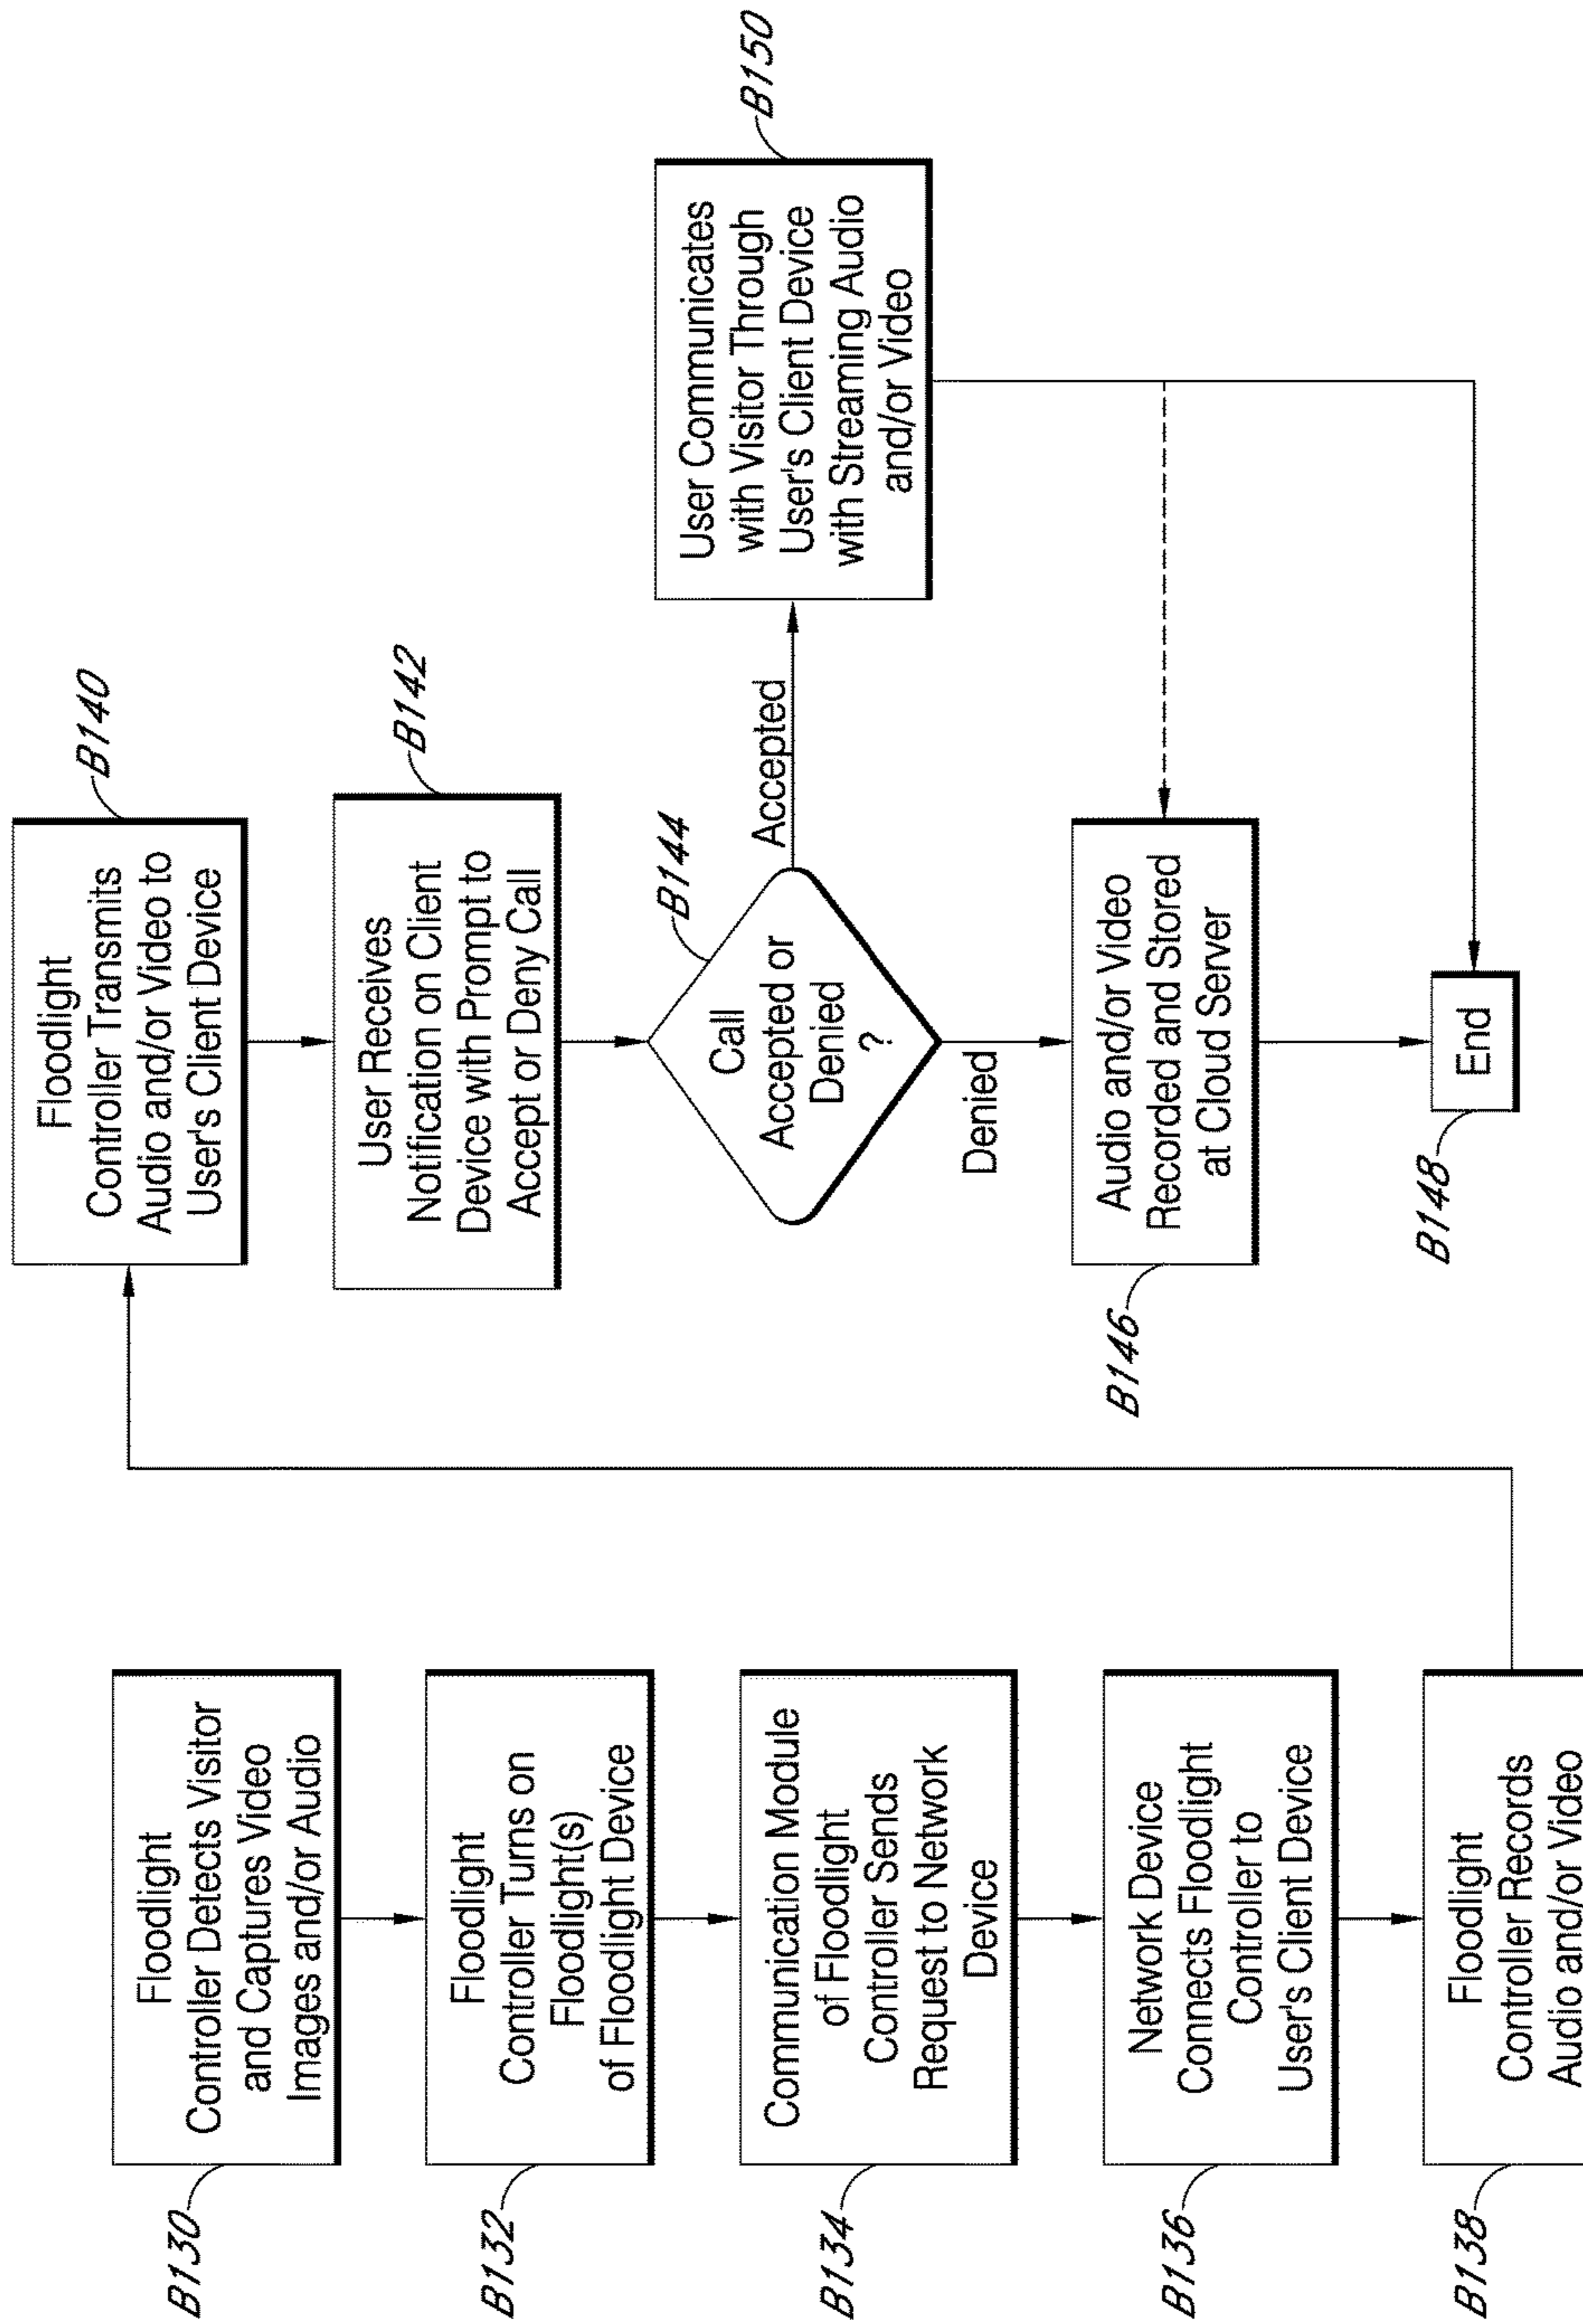 B130
Floodlight
Controller Detects Visitor
and Captures Video
Images and/or Audio
B132
Floodlight
Controller Turns on
Floodlight(s)
of Floodlight Device
B134
Communication Module
of Floodlight
Controller Sends
Request to Network
Device
B136
Network Device
Connects Floodlight
Controller to
User's Client Device
B138
Floodlight
Controller Records
Audio and/or Video
B140
Floodlight
Controller Transmits
Audio and/or Video to
User's Client Device
B142
User Receives
Notification on Client
Device with Prompt to
Accept or Deny Call
B144
Call
Accepted or
Denied
?
Accepted
Denied
B150
User Communicates
with Visitor Through
User's Client Device
with Streaming Audio
and/or Video
B146
Audio and/or Video
Recorded and Stored
at Cloud Server
B148
End